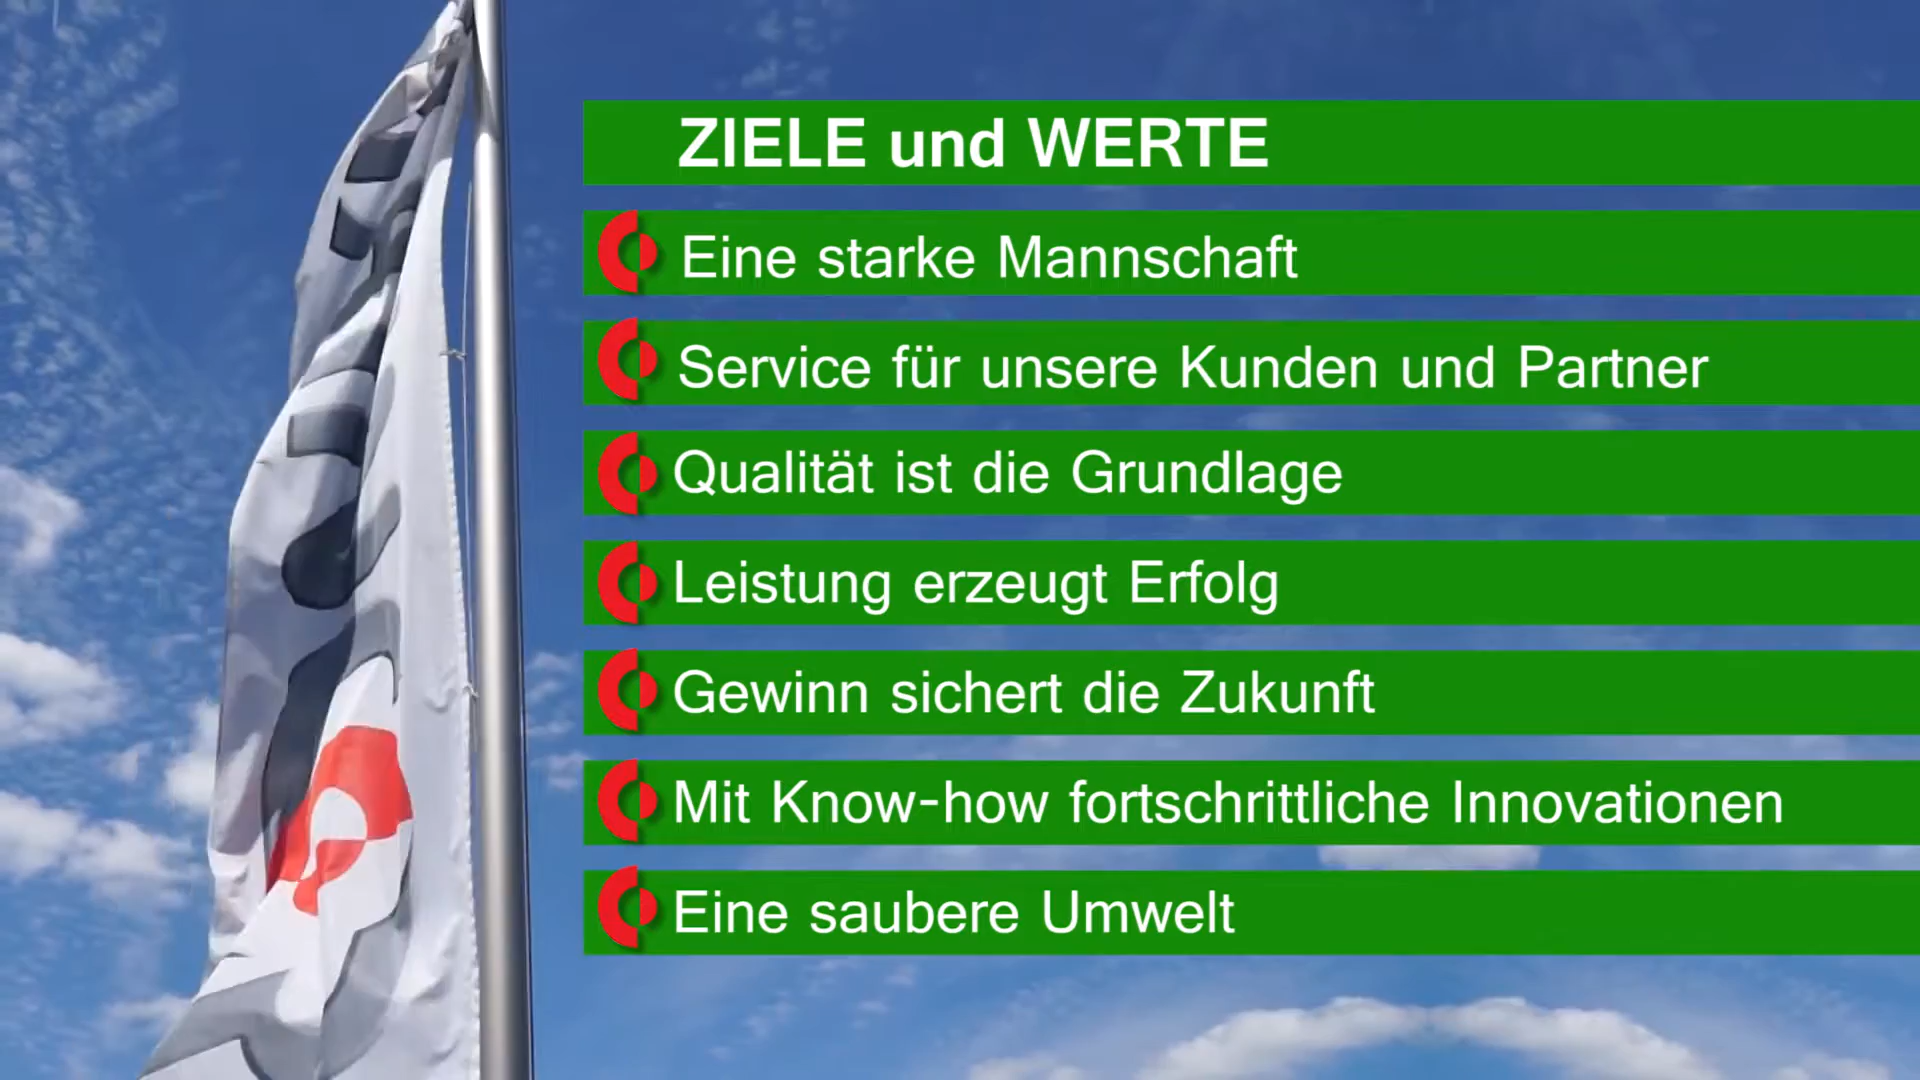 ZIELE und WERTE
Eine starke Mannschaft
Service für unsere Kunden und Partner
Qualität ist die Grundlage
Leistung erzeugt Erfolg
Gewinn sichert die Zukunft
Mit Know-how fortschrittliche Innovationen
Eine saubere Umwelt